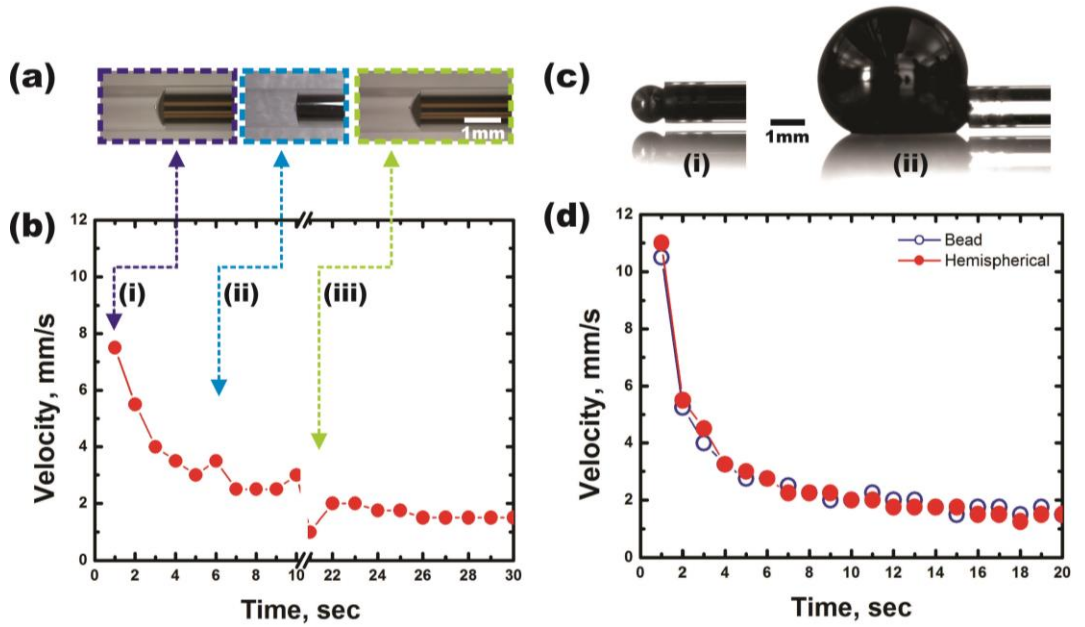 (a)
1mm
(b)
12
10
8
6
4
2
0
Velocity, mm/s
(i)
(ii)
(iii)
0 2 4 6 8 10 22 24 26 28 30
Time, sec
(c)
(i)
1mm
(ii)
(d)
12
10
8
6
4
2
0
Velocity, mm/s
Bead
Hemispherical
0 2 4 6 8 10 12 14 16 18 20
Time, sec